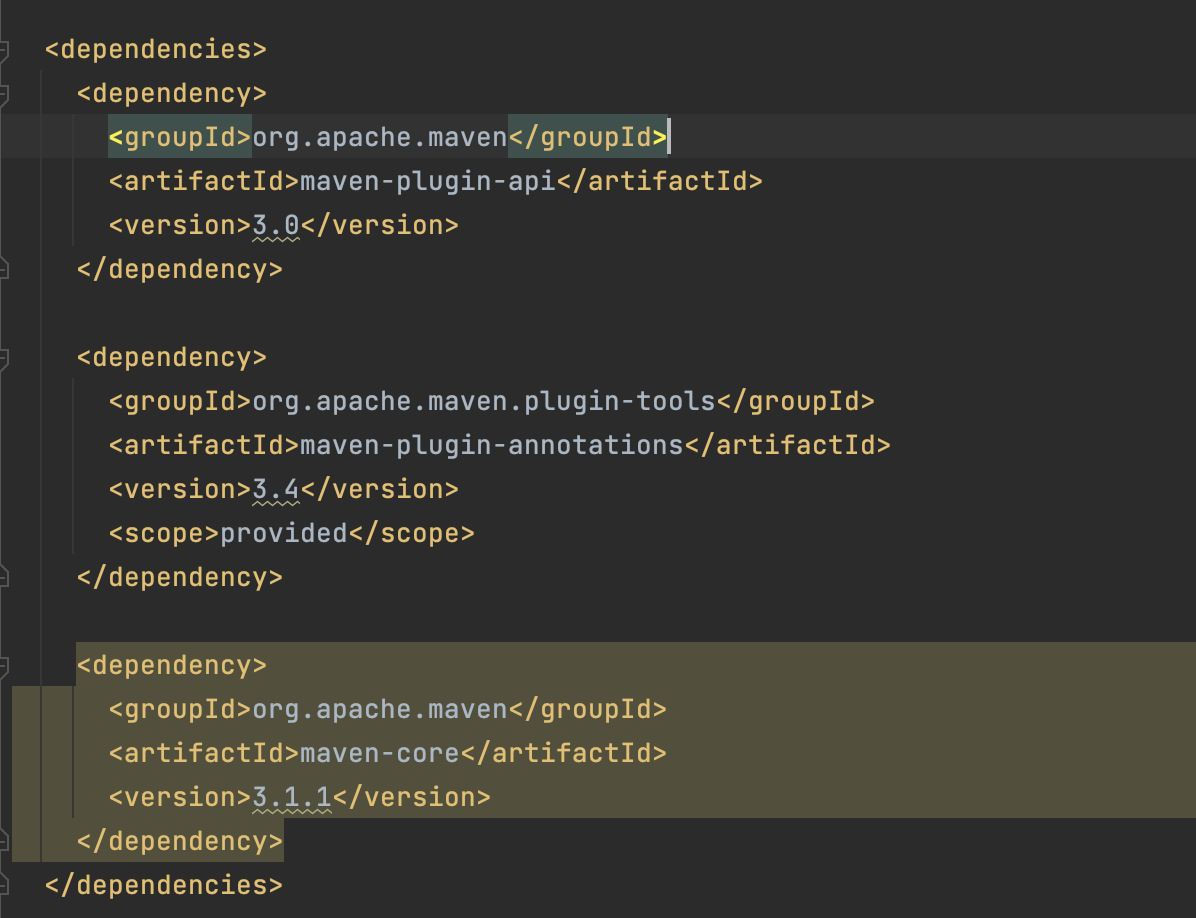 <dependencies>
<dependency>
<groupId>org.apache.maven</groupId>
<artifactId>maven-plugin-api</artifactId>
<version>3.0</version>
</dependency>
<dependency>
<groupId>org.apache.maven.plugin-tools</groupId>
<artifactId>maven-plugin-annotations</artifactId>
<version>3.4</version>
<scope>provided</scope>
</dependency>
<dependency>
<groupId>org.apache.maven</groupId>
<artifactId>maven-core</artifactId>
<version>3.1.1</version>
</dependency>
</dependencies>